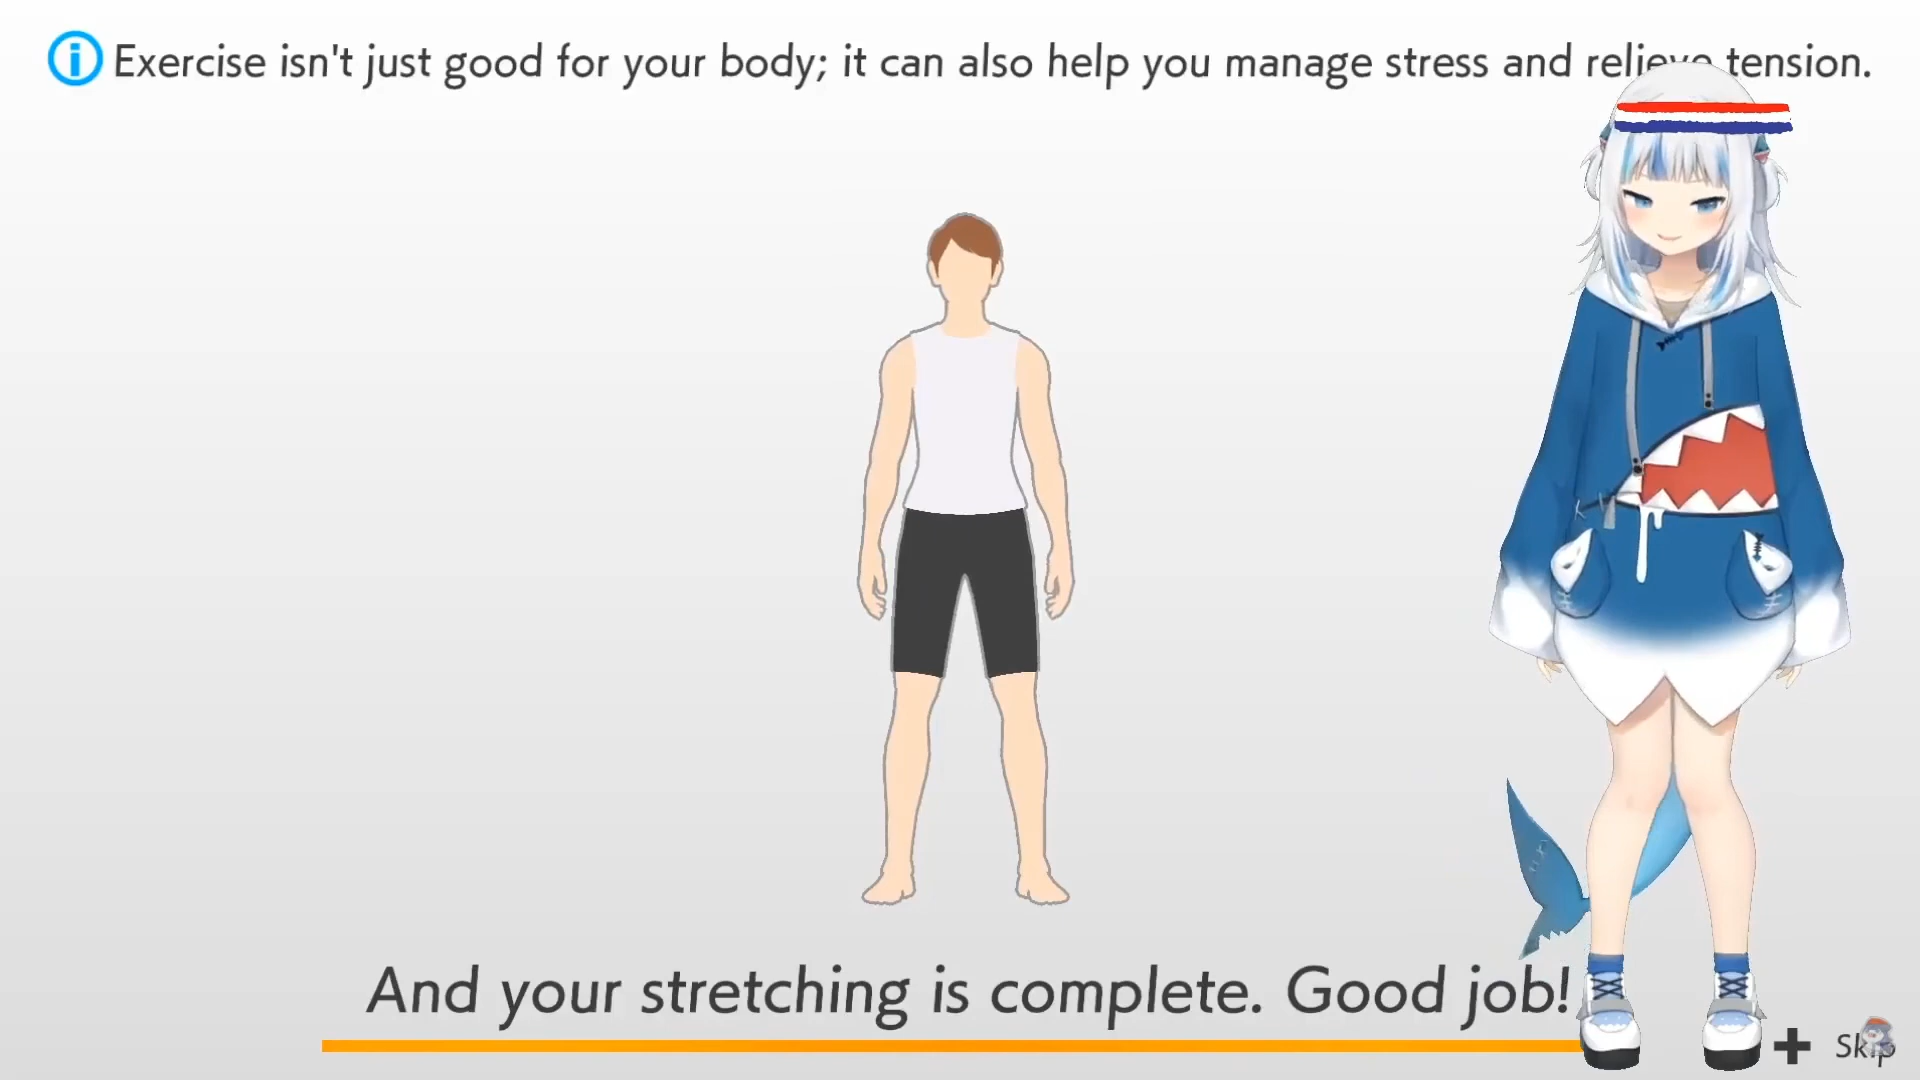 Exercise isn't just good for your body; it can also help you manage stress and relieve tension.
And your stretching is complete. Good job!
Skip